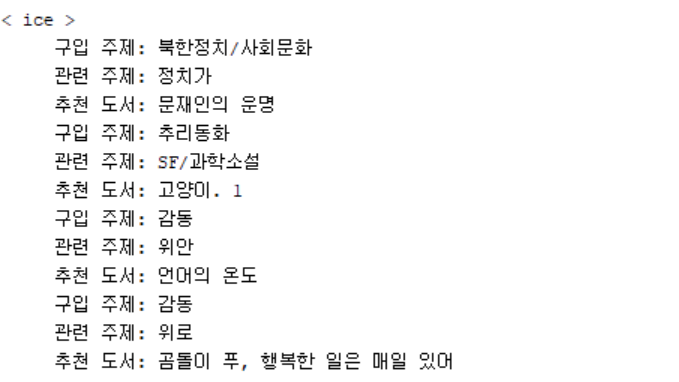 < ice >
구입 주제: 북한정치/사회문화
관련 주제: 정치가
추천 도서: 문재인의 운명
구입 주제: 추리동화
관련 주제: SF/과학소설
추천 도서: 고양이. 1
구입 주제: 감동
관련 주제: 위안
추천 도서: 언어의 온도
구입 주제: 감동
관련 주제: 위로
추천 도서: 곰돌이 푸, 행복한 일은 매일 있어